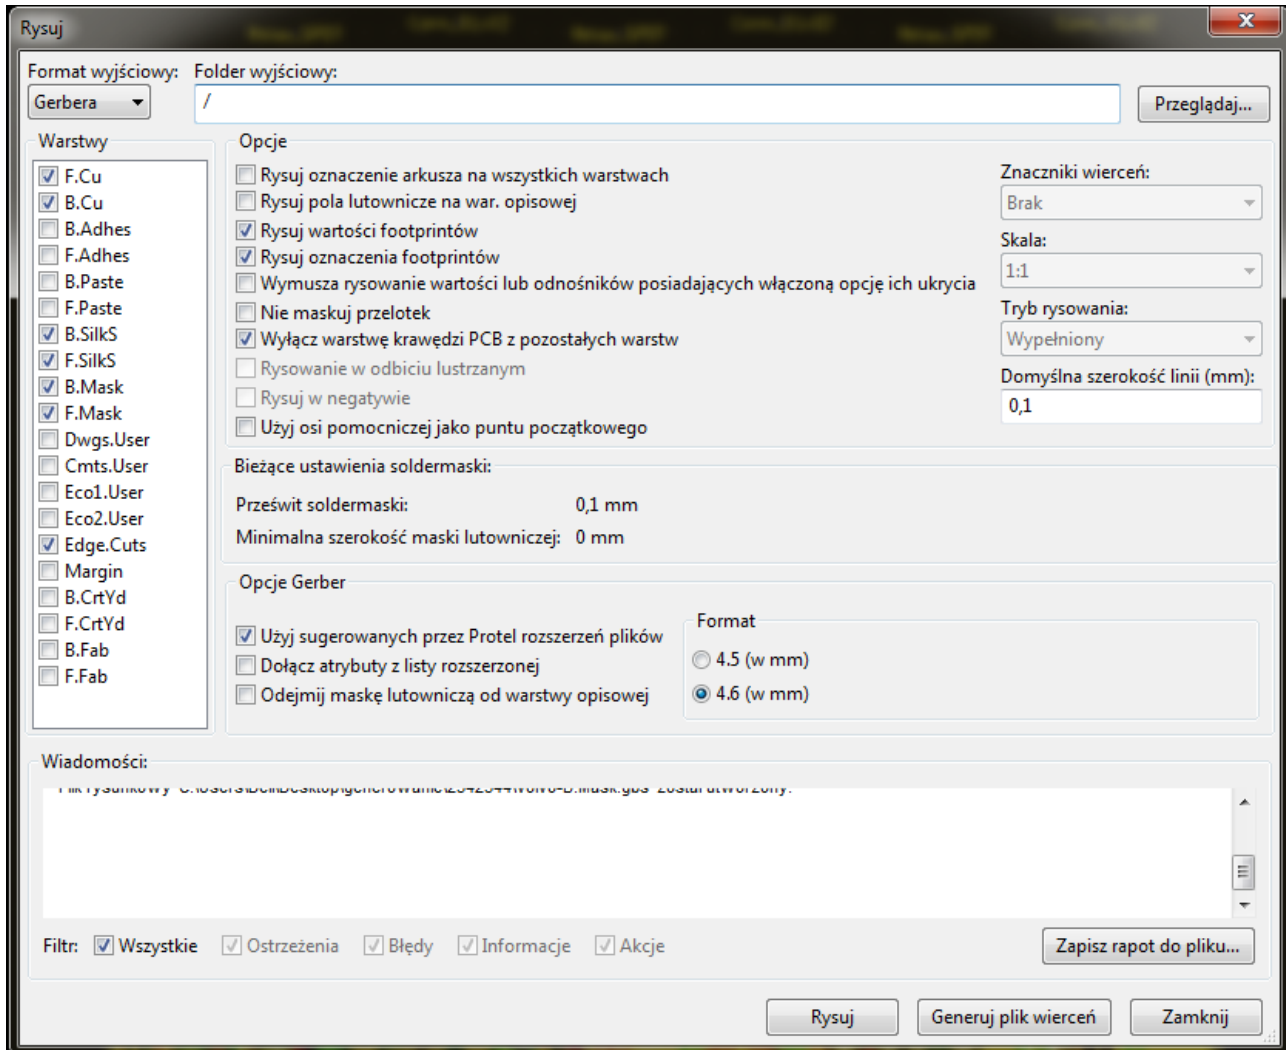 Rysuj
Format wyjściowy: Folder wyjściowy:
Gerbera / Przeglądaj...
Warstwy
F.Cu
B.Cu
B.Adhes
F.Adhes
B.Paste
F.Paste
B.SilkS
F.SilkS
B.Mask
F.Mask
Dwgs.User
Cmts.User
Eco1.User
Eco2.User
Edge.Cuts
Margin
B.CrtYd
F.CrtYd
B.Fab
F.Fab
Opcje
Rysuj oznaczenie arkusza na wszystkich warstwach
Rysuj pola lutownicze na war. opisowej
Rysuj wartości footprintów
Rysuj oznaczenia footprintów
Wymusza rysowanie wartości lub odnośników posiadających włączoną opcję ich ukrycia
Nie maskuj przelotek
Wyłącz warstwę krawędzi PCB z pozostałych warstw
Rysowanie w odbiciu lustrzanym
Rysuj w negatywie
Użyj osi pomocniczej jako puntu początkowego
Znaczniki wierceń:
Brak
Skala:
1:1
Tryb rysowania:
Wypełniony
Domyślna szerokość linii (mm):
0,1
Bieżące ustawienia soldermaski:
Prześwit soldermaski: 0,1 mm
Minimalna szerokość maski lutowniczej: 0 mm
Opcje Gerber
Użyj sugerowanych przez Protel rozszerzeń plików
Dołącz atrybuty z listy rozszerzonej
Odejmij maskę lutowniczą od warstwy opisowej
Format
4.5 (w mm)
4.6 (w mm)
Wiadomości:
Filtr: Wszystkie Ostrzeżenia Błędy Informacje Akcje
Zapisz rapot do pliku...
Rysuj Generuj plik wierceń Zamknij